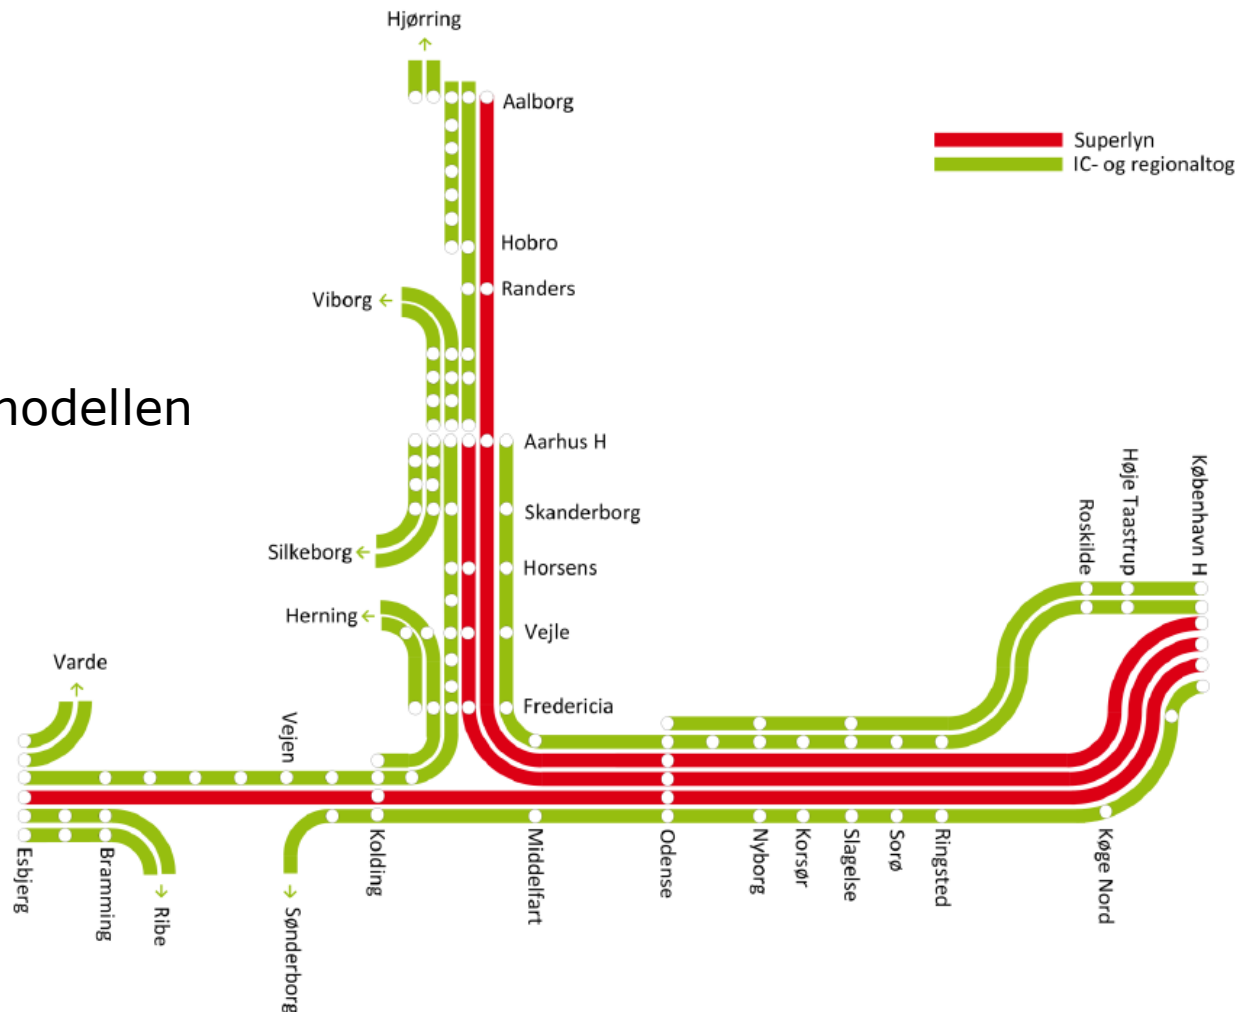 Hjørring
Aalborg
Superlyn
IC- og regionaltog
Hobro
Randers
Viborg
Aarhus H
Skanderborg
Silkeborg
Horsens
Herning
Vejle
Varde
Fredericia
Vejen
Roskilde
Høje Taastrup
København H
Esbjerg
Bramming
Ribe
Sønderborg
Kolding
Middelfart
Odense
Nyborg
Korsør
Slagelse
Sorø
Ringsted
Køge Nord